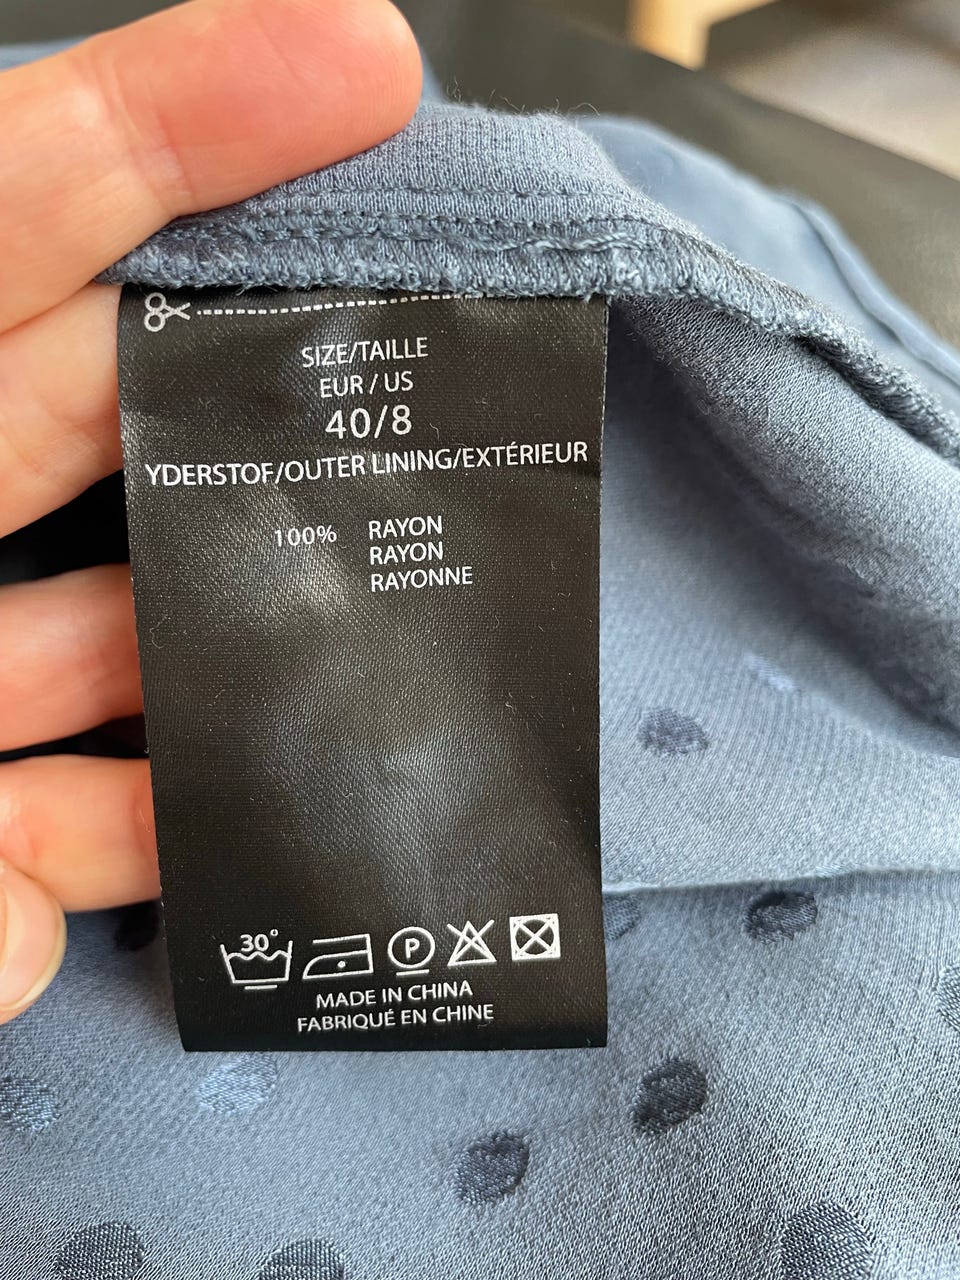 SIZE/TAILLE
EUR / US
40/8
YDERSTOF/OUTER LINING/EXTÉRIEUR
100% RAYON
RAYON
RAYONNE
30°
P
MADE IN CHINA
FABRIQUÉ EN CHINE